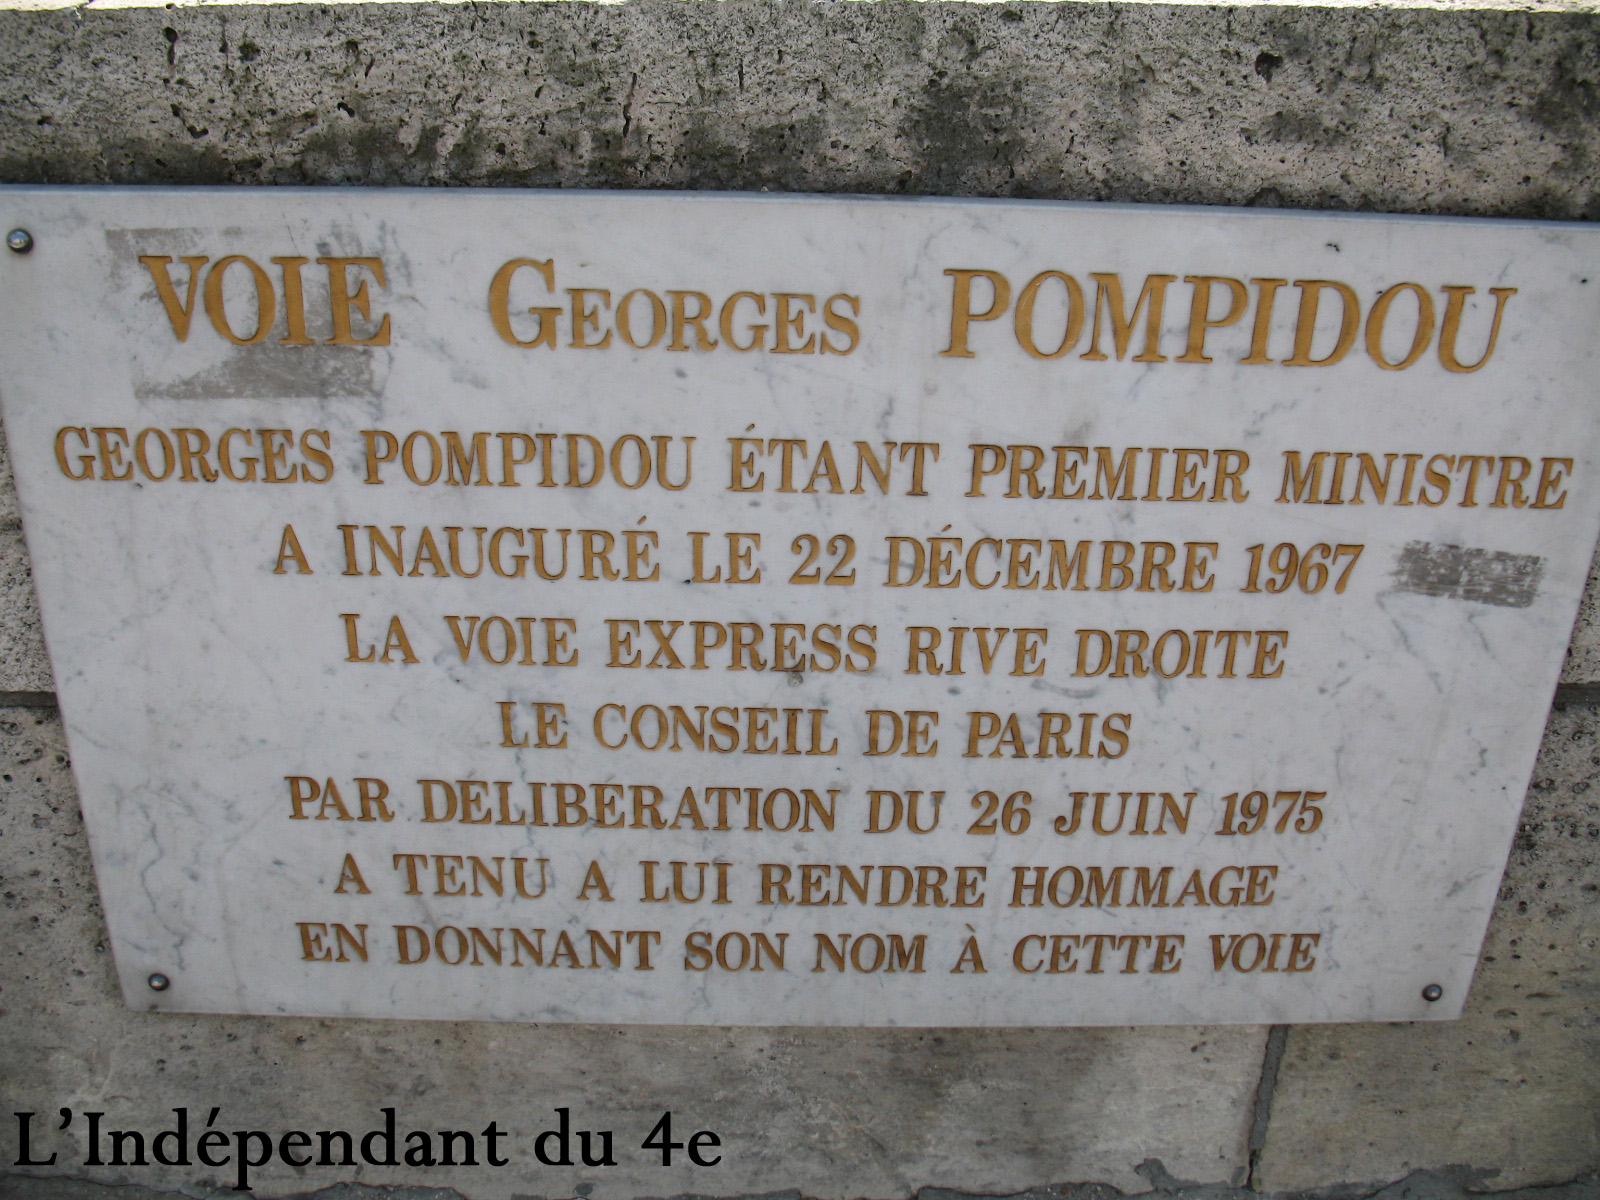 VOIE GEORGES POMPIDOU
GEORGES POMPIDOU ÉTANT PREMIER MINISTRE
A INAUGURÉ LE 22 DÉCEMBRE 1967
LA VOIE EXPRESS RIVE DROITE
LE CONSEIL DE PARIS
PAR DELIBERATION DU 26 JUIN 1975
A TENU A LUI RENDRE HOMMAGE
EN DONNANT SON NOM À CETTE VOIE
L'Indépendant du 4e